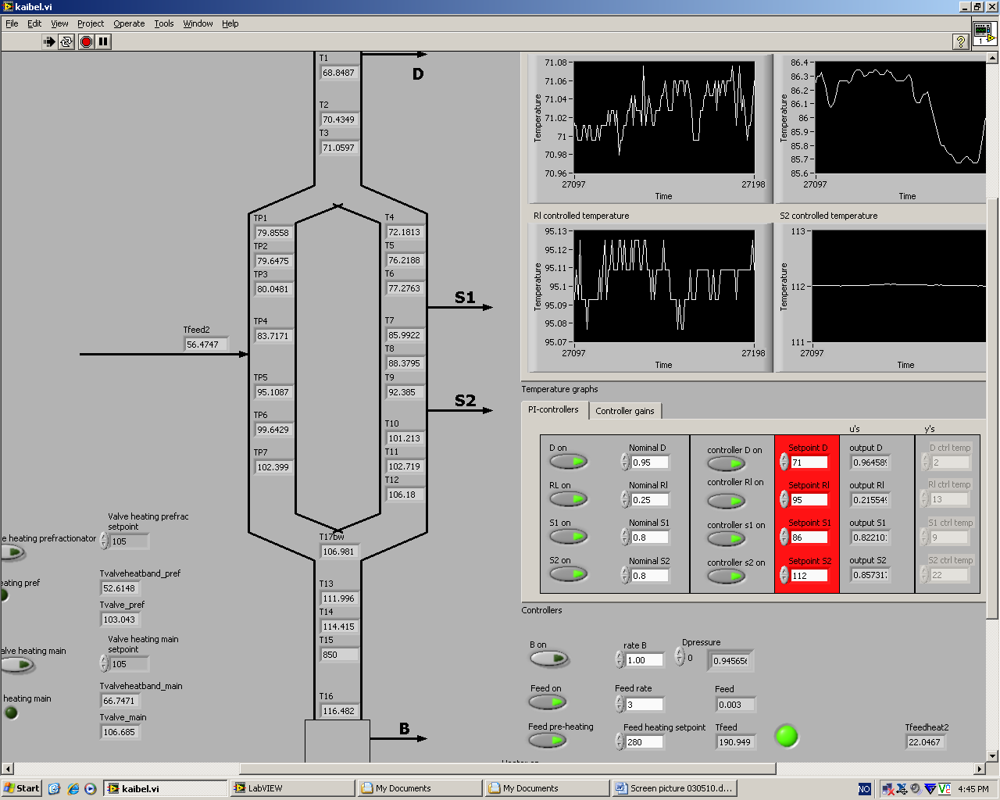 kaibel.vi
File Edit View Project Operate Tools Window Help
1
T1
68.8487
D
T2
70.4349
T3
71.0597
TP1
79.8558
TP2
79.6475
TP3
80.0481
TP4
83.7171
Tfeed2
56.4747
TP5
95.1087
TP6
99.6429
TP7
102.399
T4
72.1813
T5
76.2188
T6
77.2763
S1
T7
85.9922
T8
88.3795
T9
92.385
S2
T10
101.213
T11
102.719
T12
106.18
T17bw
106.981
T13
111.996
T14
114.415
T15
850
T16
116.482
B
Valve heating prefrac
setpoint
e heating prefractionator
105
eating pref
Tvalveheatband_pref
52.6148
Tvalve_pref
103.043
Valve heating main
setpoint
alve heating main
105
heating main
Tvalveheatband_main
66.7471
Tvalve_main
106.685
71.08
71.06
71.04
71.02
71
70.98
70.96
Temperature
27097 27198
Time
86.4
86.3
86.2
86.1
86
85.9
85.8
85.7
85.6
Temperature
27097
Time
Rl controlled temperature
95.13
95.12
95.11
95.1
95.09
95.08
95.07
Temperature
27097 27198
Time
S2 controlled temperature
113
112
111
Temperature
27097
Time
Temperature graphs
PI-controllers Controller gains
u's y's
D on Nominal D controller D on Setpoint D output D D ctrl temp
0.95 71 0.964589 2
RL on Nominal Rl controller Rl on Setpoint Rl output Rl Rl ctrl temp
0.25 95 0.215549 13
S1 on Nominal S1 controller s1 on Setpoint S1 output S1 S1 ctrl temp
0.8 86 0.82210 9
S2 on Nominal S2 controller s2 on Setpoint S2 output S2 S2 ctrl temp
0.8 112 0.85731 22
Controllers
B on rate B Dpressure
1.00 0 0.945656
Feed on Feed rate Feed
3 0.003
Feed pre-heating Feed heating setpoint Tfeed Tfeedheat2
280 190.949 22.0467
Start kaibel.vi LabVIEW My Documents My Documents Screen picture 030510.d... NO 4:45 PM